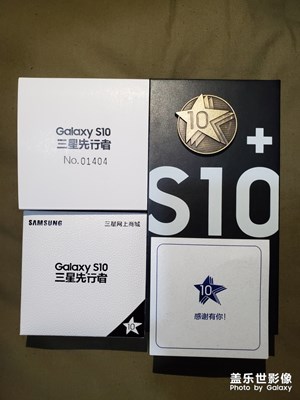 Galaxy S10
三星先行者
No.01404
10
+
S10
SAMSUNG
三星网上商城
Galaxy S10
三星先行者
10
10
感谢有你!
盖乐世影像
Photo by Galaxy